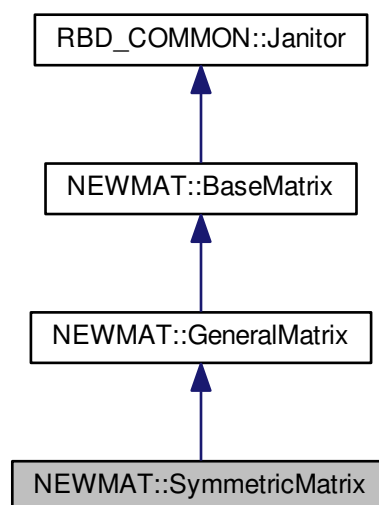 RBD_COMMON::Janitor
NEWMAT::BaseMatrix
NEWMAT::GeneralMatrix
NEWMAT::SymmetricMatrix